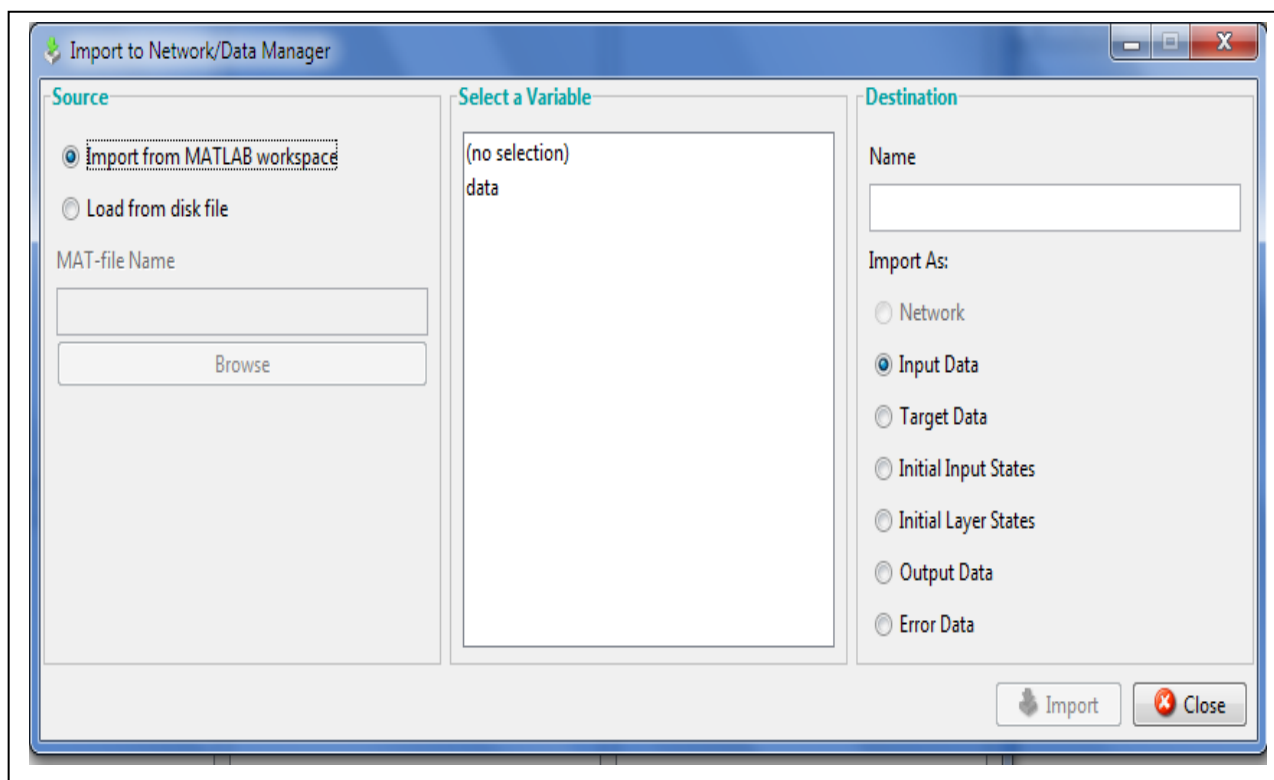 Import to Network/Data Manager
Source
Import from MATLAB workspace
Load from disk file
MAT-file Name
Browse
Select a Variable
(no selection)
data
Destination
Name
Import As:
Network
Input Data
Target Data
Initial Input States
Initial Layer States
Output Data
Error Data
Import
Close